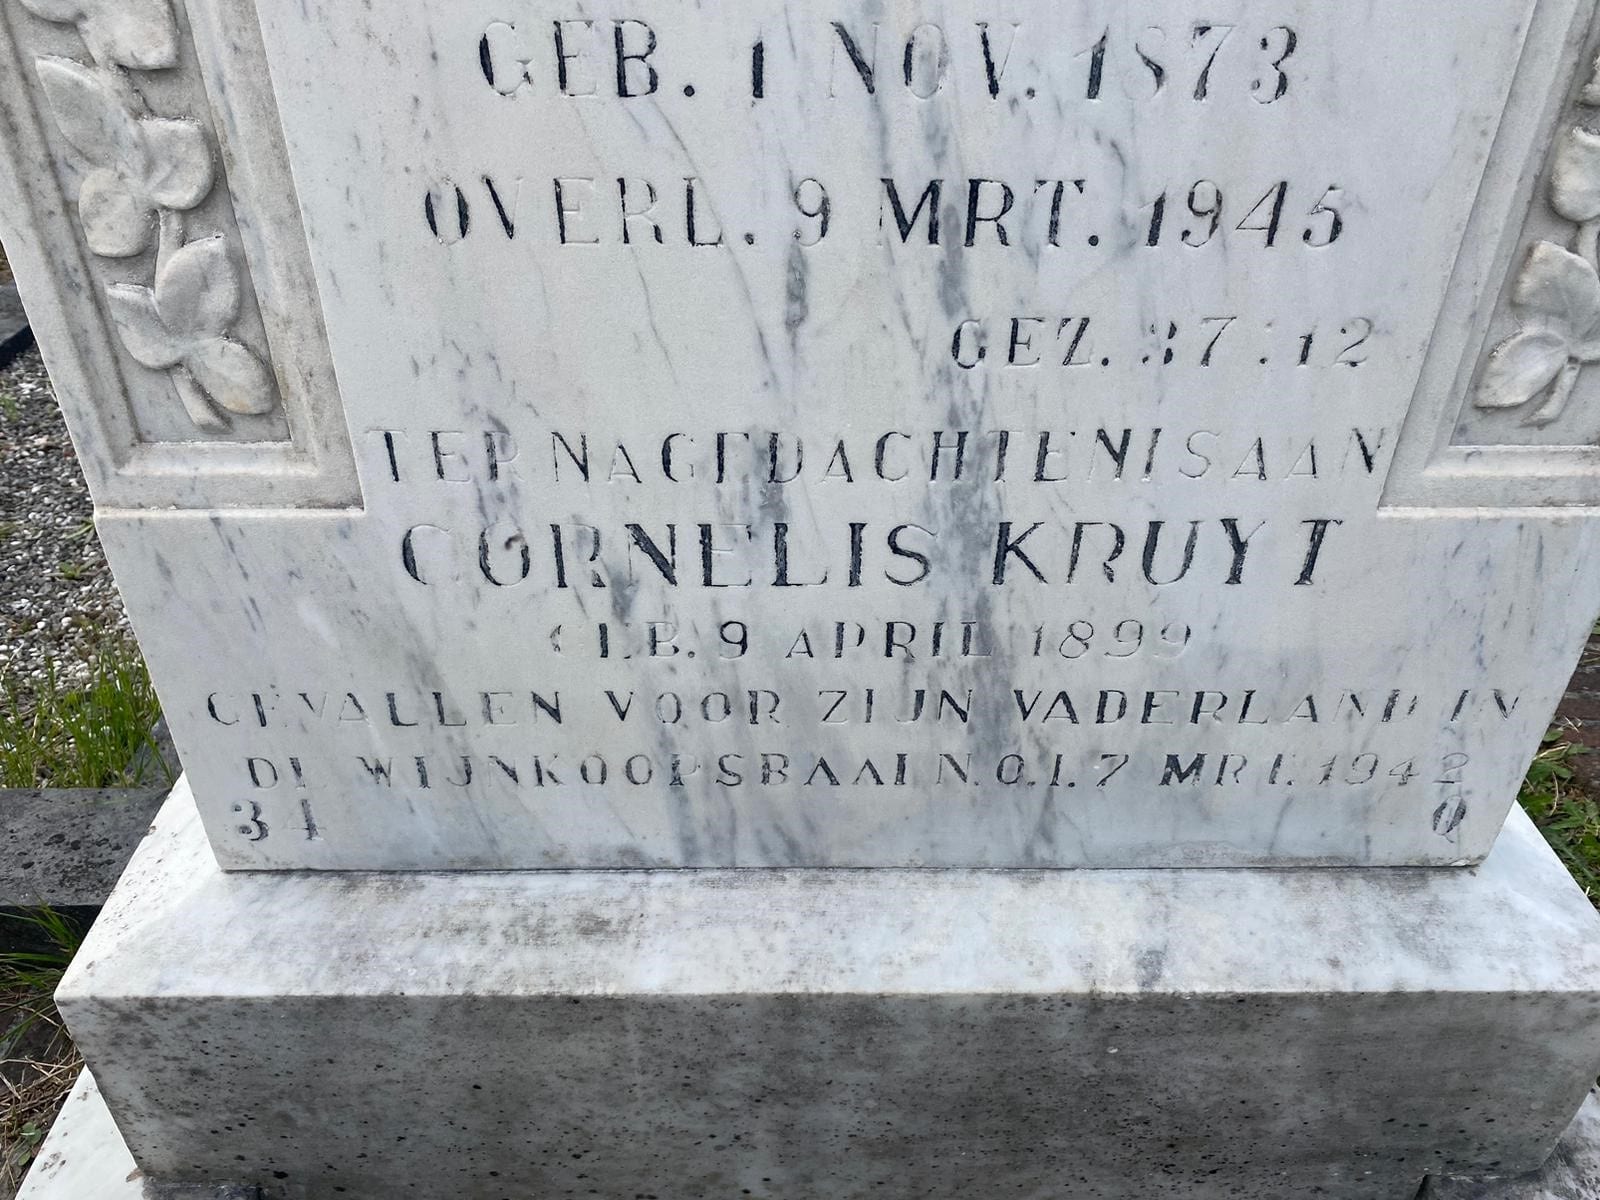 GEB. 1 NOV. 1873
OVERL. 9 MRT. 1945
GEZ. 37:12
TER NAGEDACHTENIS AAN
CORNELIS KRUYT
GEB. 9 APRIL 1899
GEVALLEN VOOR ZIJN VADERLAND IN
DE WIJNKOOPSBAAI N.O.I. 7 MRT. 1942
34 Q